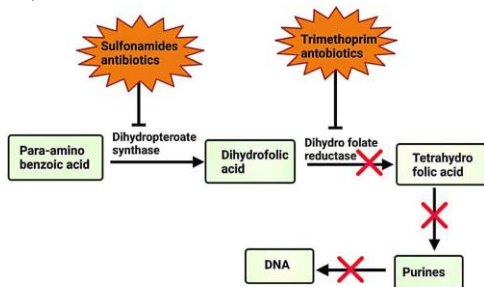 Sulfonamides
antibiotics
Trimethoprim
antobiotics
Para-amino
benzoic acid
Dihydropteroate
synthase
Dihydrofolic
acid
Dihydro folate
reductase
Tetrahydro
folic acid
DNA
Purines